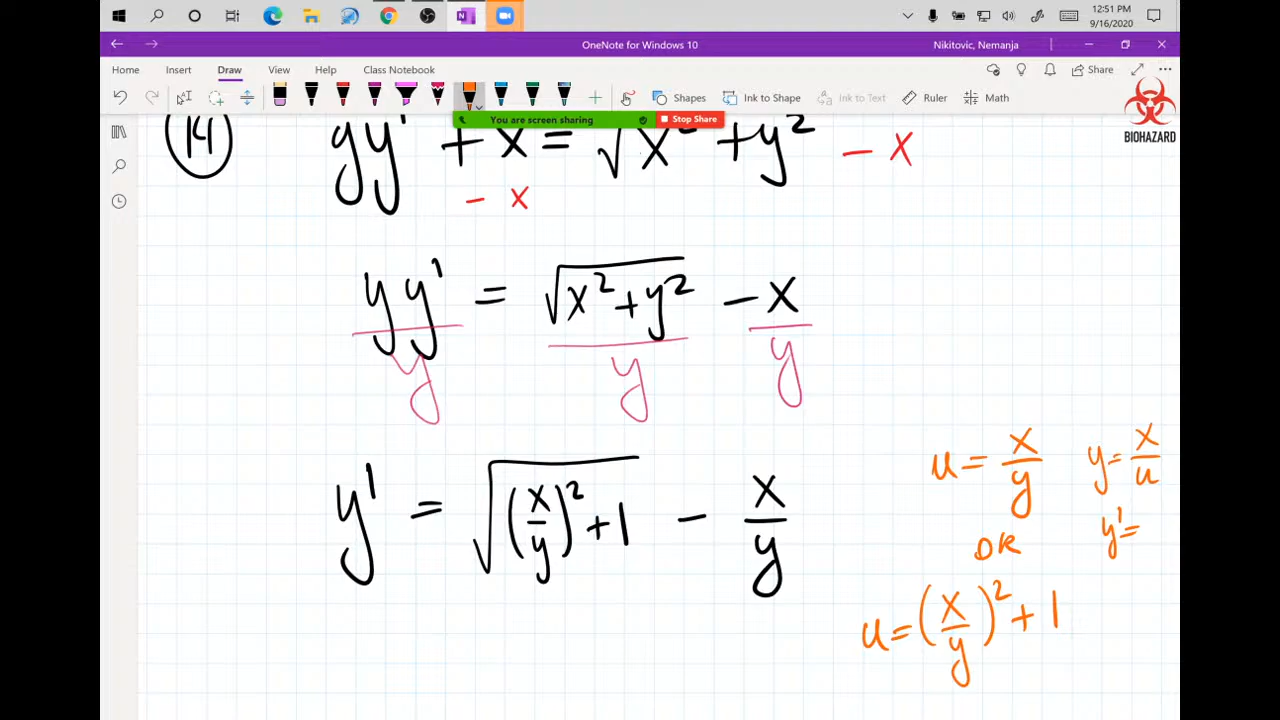 12:51 PM
9/16/2020
OneNote for Windows 10
Nikitovic, Nemanja
Home Insert Draw View Help Class Notebook Share
Shapes Ink to Shape Ink to Text Ruler Math
You are screen sharing Stop Share
BIOHAZARD
14 yy' + x = √x² + y² - x
- x
yy' = √x² + y² - x
y y y
y' = √(x/y)² + 1 - x/y
u = x/y y = x/u
OR y' =
u = (x/y)² + 1